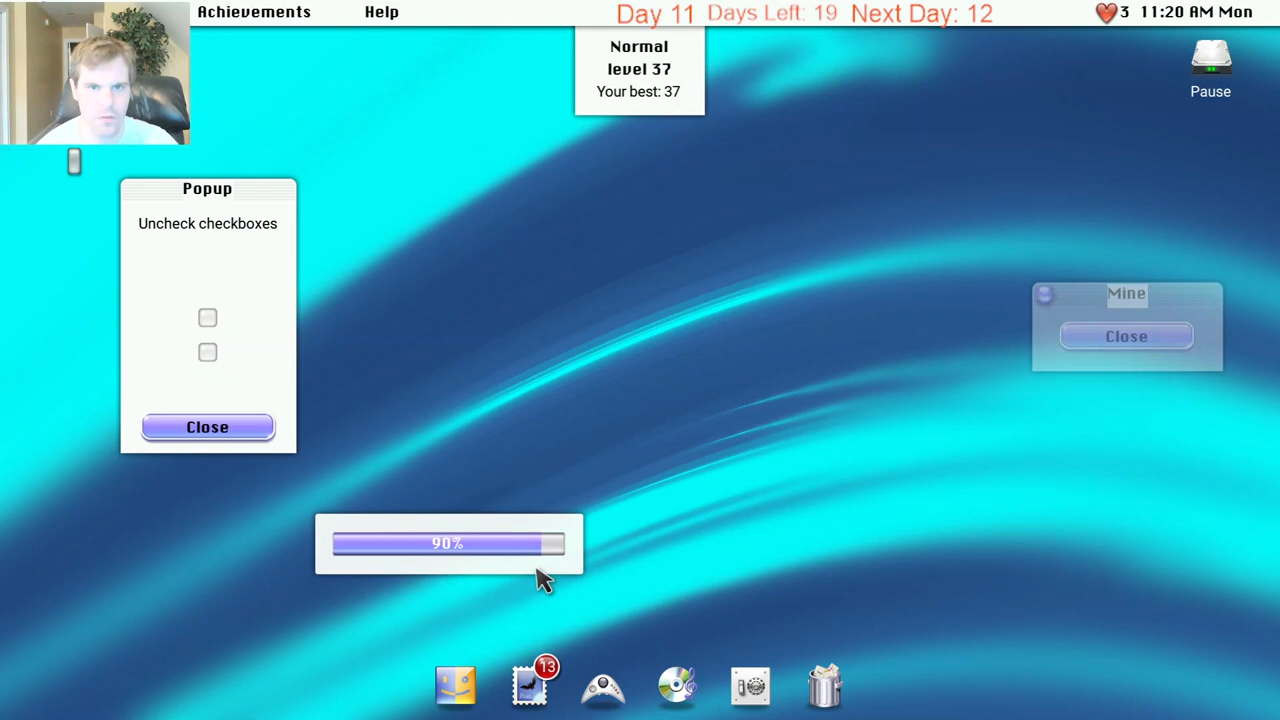 Achievements Help Day 11 Days Left: 19 Next Day: 12 3 11:20 AM Mon
Normal
level 37
Your best: 37
Pause
Popup
Uncheck checkboxes
Close
Mine
Close
90%
13